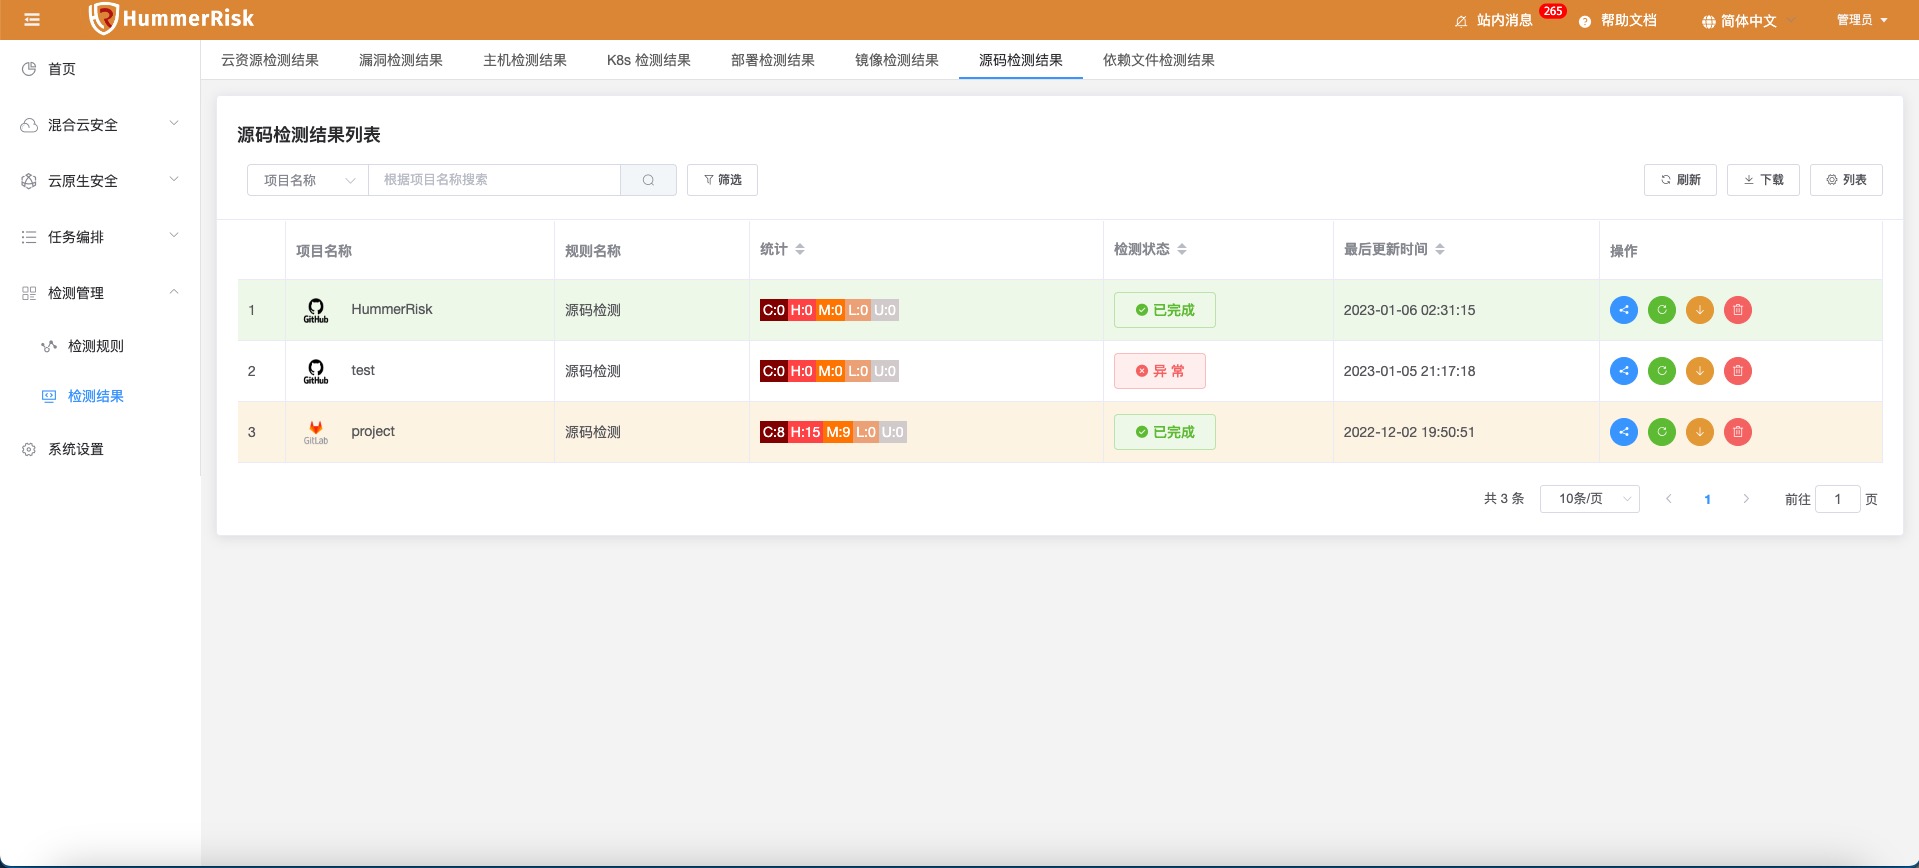 HummerRisk
站内消息 265 帮助文档 简体中文 管理员
首页
混合云安全
云原生安全
任务编排
检测管理
检测规则
检测结果
系统设置
云资源检测结果 漏洞检测结果 主机检测结果 K8s 检测结果 部署检测结果 镜像检测结果 源码检测结果 依赖文件检测结果
源码检测结果列表
项目名称 根据项目名称搜索 筛选 刷新 下载 列表
项目名称 规则名称 统计 检测状态 最后更新时间 操作
1 GitHub HummerRisk 源码检测 C:0 H:0 M:0 L:0 U:0 已完成 2023-01-06 02:31:15
2 GitHub test 源码检测 C:0 H:0 M:0 L:0 U:0 异 常 2023-01-05 21:17:18
3 GitLab project 源码检测 C:8 H:15 M:9 L:0 U:0 已完成 2022-12-02 19:50:51
共 3 条 10条/页 1 前往 1 页